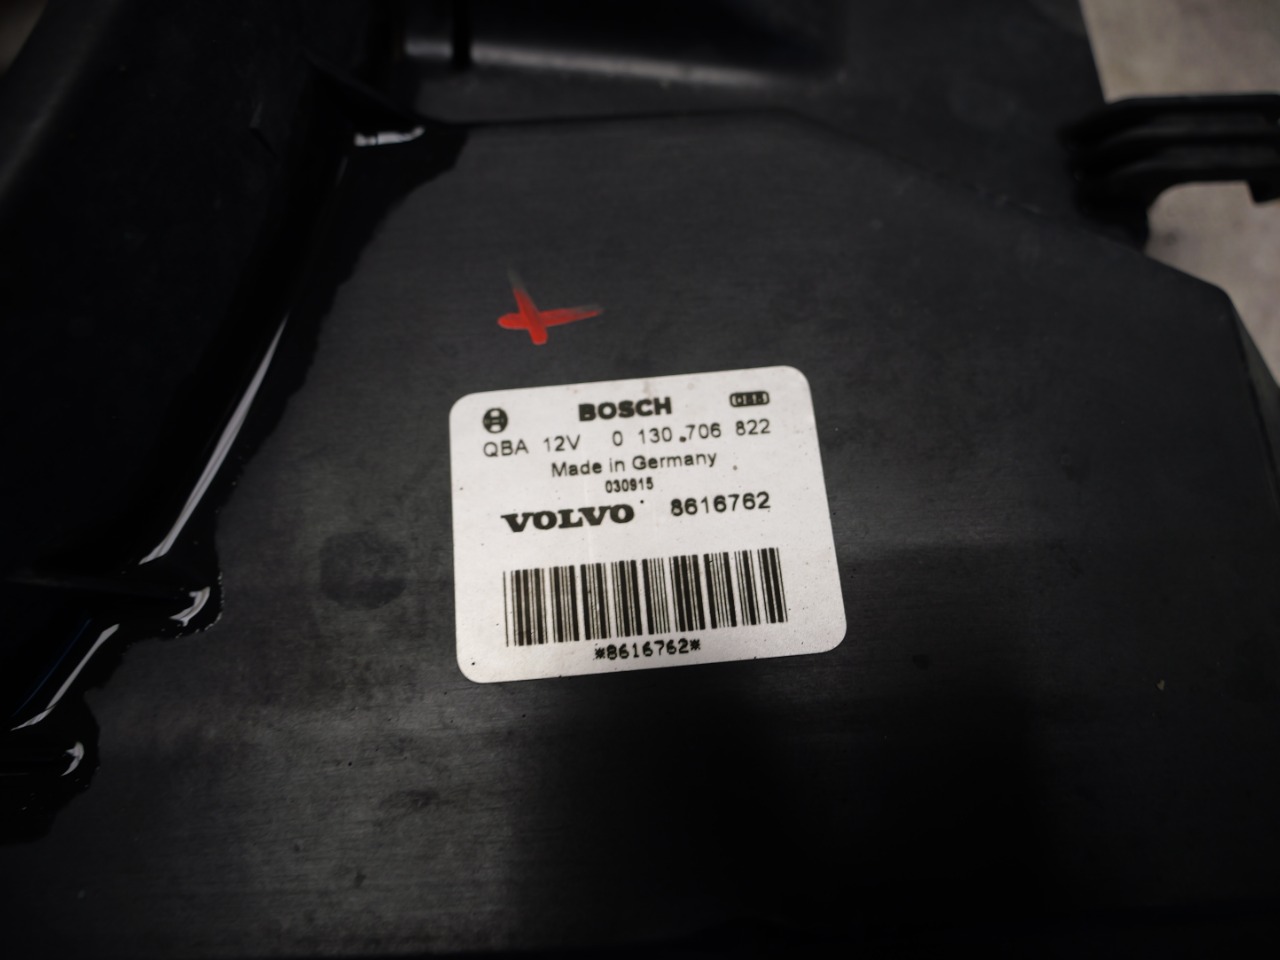 BOSCH
QBA 12V 0 130 706 822
Made in Germany
030915
VOLVO 8616762
*8616762*